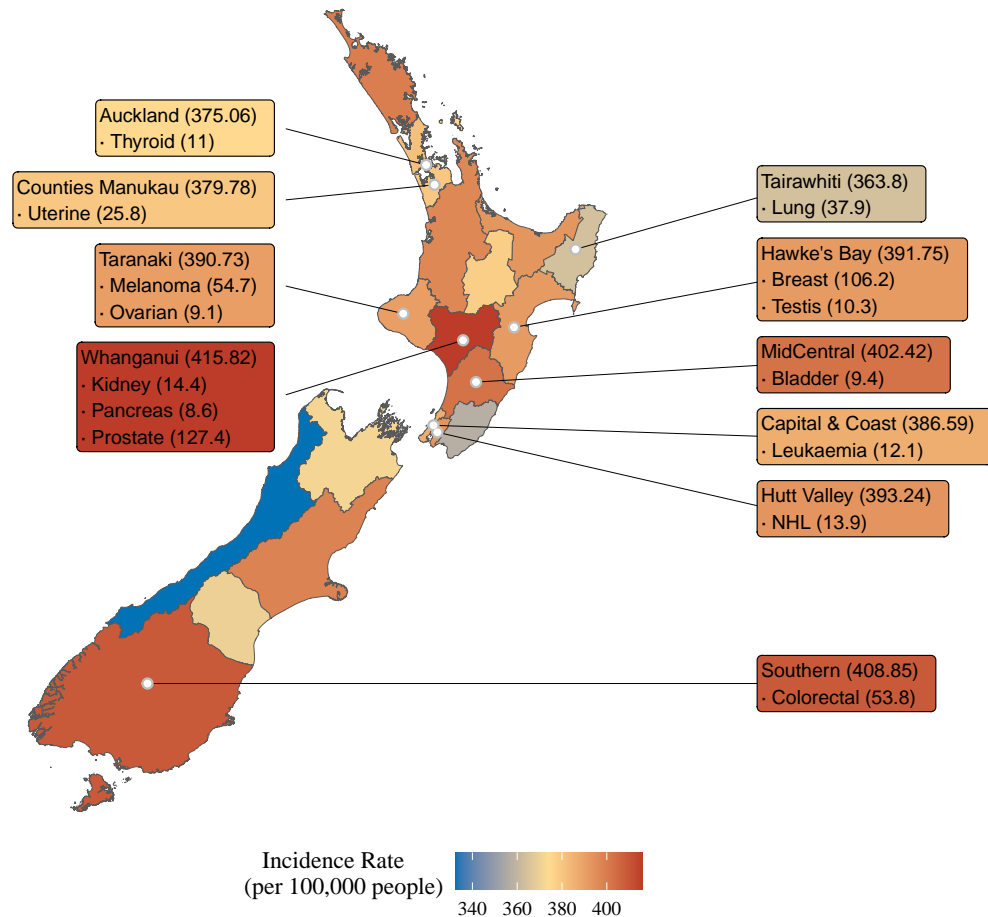 Auckland (375.06)
· Thyroid (11)
Counties Manukau (379.78)
· Uterine (25.8)
Taranaki (390.73)
· Melanoma (54.7)
· Ovarian (9.1)
Whanganui (415.82)
· Kidney (14.4)
· Pancreas (8.6)
· Prostate (127.4)
Tairawhiti (363.8)
· Lung (37.9)
Hawke's Bay (391.75)
· Breast (106.2)
· Testis (10.3)
MidCentral (402.42)
· Bladder (9.4)
Capital & Coast (386.59)
· Leukaemia (12.1)
Hutt Valley (393.24)
· NHL (13.9)
Southern (408.85)
· Colorectal (53.8)
Incidence Rate
(per 100,000 people)
340 360 380 400